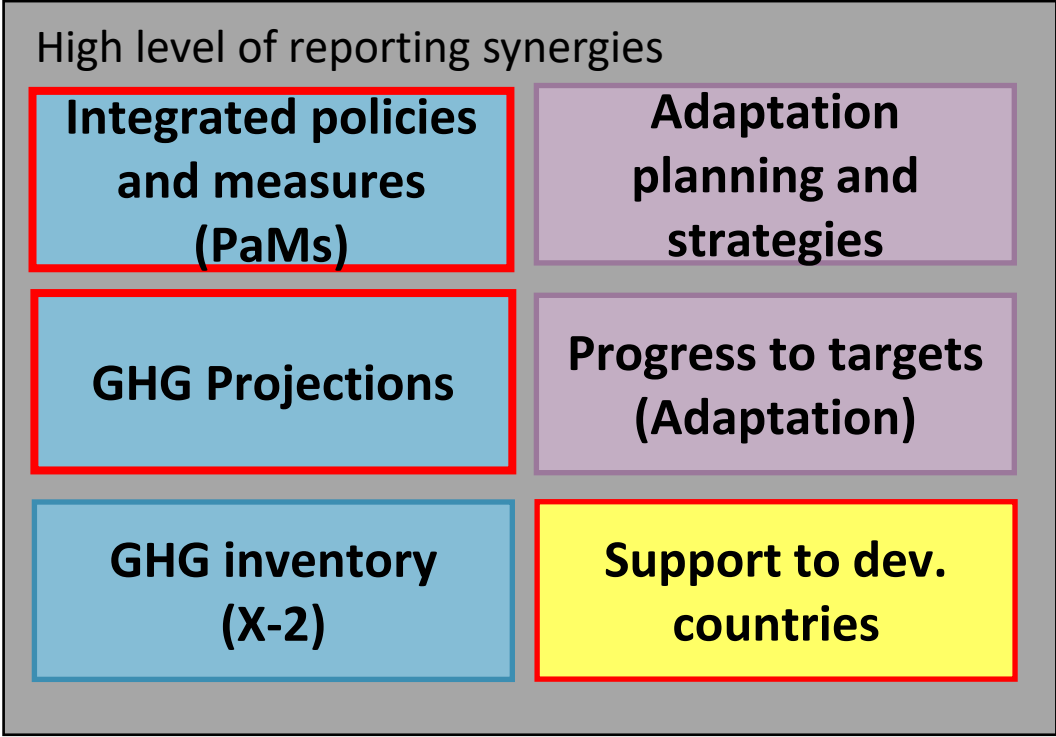 High level of reporting synergies
Integrated policies
and measures
(PaMs)
Adaptation
planning and
strategies
GHG Projections
Progress to targets
(Adaptation)
GHG inventory
(X-2)
Support to dev.
countries